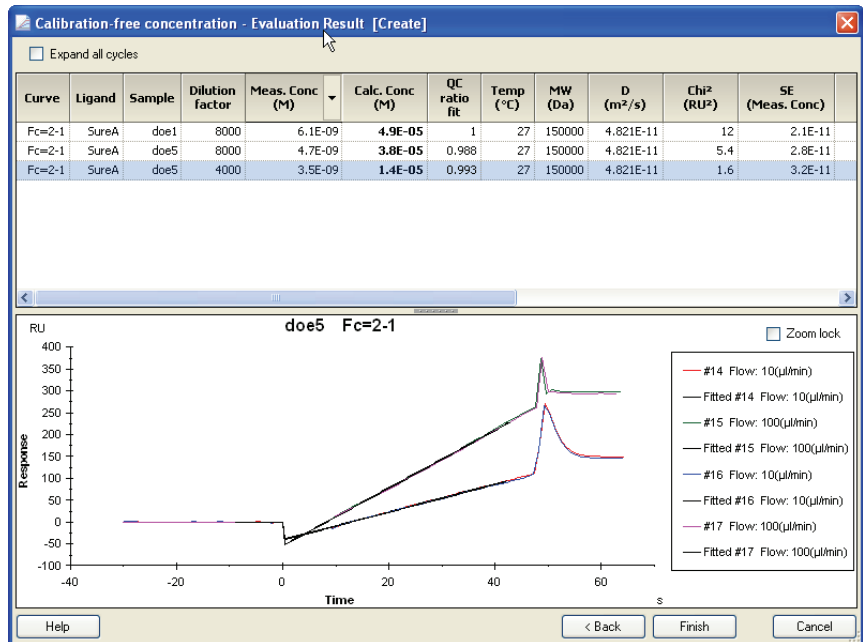 Calibration-free concentration - Evaluation Result [Create]
Expand all cycles
Curve Ligand Sample Dilution factor Meas. Conc (M) Calc. Conc (M) QC ratio fit Temp (°C) MW (Da) D (m²/s) Chi² (RU²) SE (Meas. Conc)
Fc=2-1 SureA doe1 8000 6.1E-09 4.9E-05 1 27 150000 4.821E-11 12 2.1E-11
Fc=2-1 SureA doe5 8000 4.7E-09 3.8E-05 0.988 27 150000 4.821E-11 5.4 2.8E-11
Fc=2-1 SureA doe5 4000 3.5E-09 1.4E-05 0.993 27 150000 4.821E-11 1.6 3.2E-11
doe5 Fc=2-1
Zoom lock
RU
400
350
300
250
200
150
100
50
0
-50
-100
Response
-40 -20 0 20 40 60
Time s
#14 Flow: 10(µl/min)
Fitted #14 Flow: 10(µl/min)
#15 Flow: 100(µl/min)
Fitted #15 Flow: 100(µl/min)
#16 Flow: 10(µl/min)
Fitted #16 Flow: 10(µl/min)
#17 Flow: 100(µl/min)
Fitted #17 Flow: 100(µl/min)
Help < Back Finish Cancel